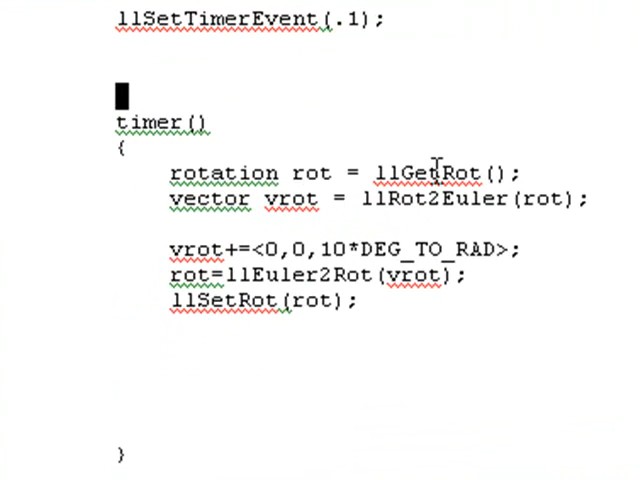 llSetTimerEvent(.1);
timer()
{
rotation rot = llGetRot();
vector vrot = llRot2Euler(rot);
vrot+=<0,0,10*DEG_TO_RAD>;
rot=llEuler2Rot(vrot);
llSetRot(rot);
}